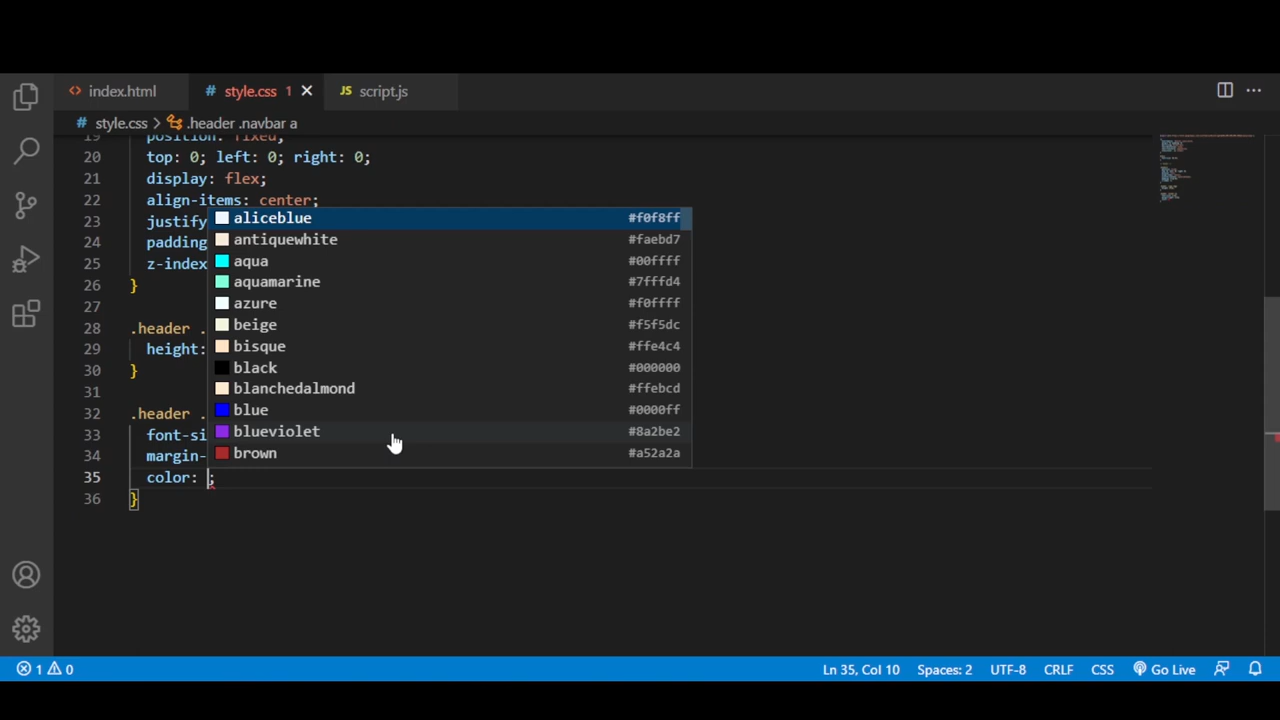 index.html
style.css 1
JS script.js
# style.css > .header .navbar a
19 position: fixed;
20 top: 0; left: 0; right: 0;
21 display: flex;
22 align-items: center;
23 justify
24 padding
25 z-index
26 }
27
28 .header .
29 height:
30 }
31
32 .header .
33 font-si
34 margin-
35 color: ;
36 }
aliceblue #f0f8ff
antiquewhite #faebd7
aqua #00ffff
aquamarine #7fffd4
azure #f0ffff
beige #f5f5dc
bisque #ffe4c4
black #000000
blanchedalmond #ffebcd
blue #0000ff
blueviolet #8a2be2
brown #a52a2a
1 0 Ln 35, Col 10 Spaces: 2 UTF-8 CRLF CSS Go Live